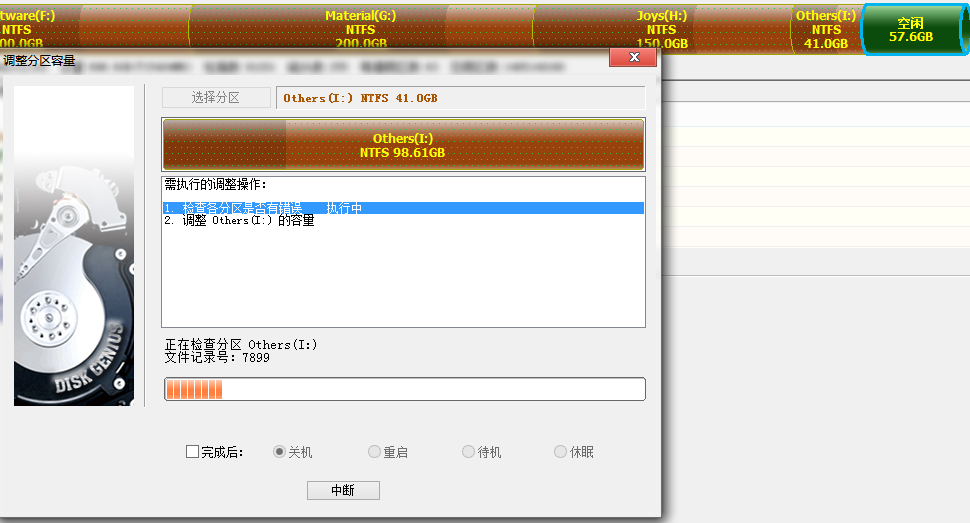 tware(F:)
NTFS
00.0GB
Material(G:)
NTFS
200.0GB
Joys(H:)
NTFS
150.0GB
Others(I:)
NTFS
41.0GB
空闲
57.6GB
调整分区容量
选择分区
Others(I:) NTFS 41.0GB
Others(I:)
NTFS 98.61GB
需执行的调整操作:
1. 检查各分区是否有错误 执行中
2. 调整 Others(I:) 的容量
正在检查分区 Others(I:)
文件记录号: 7899
DISK GENIUS
完成后:
关机
重启
待机
休眠
中断